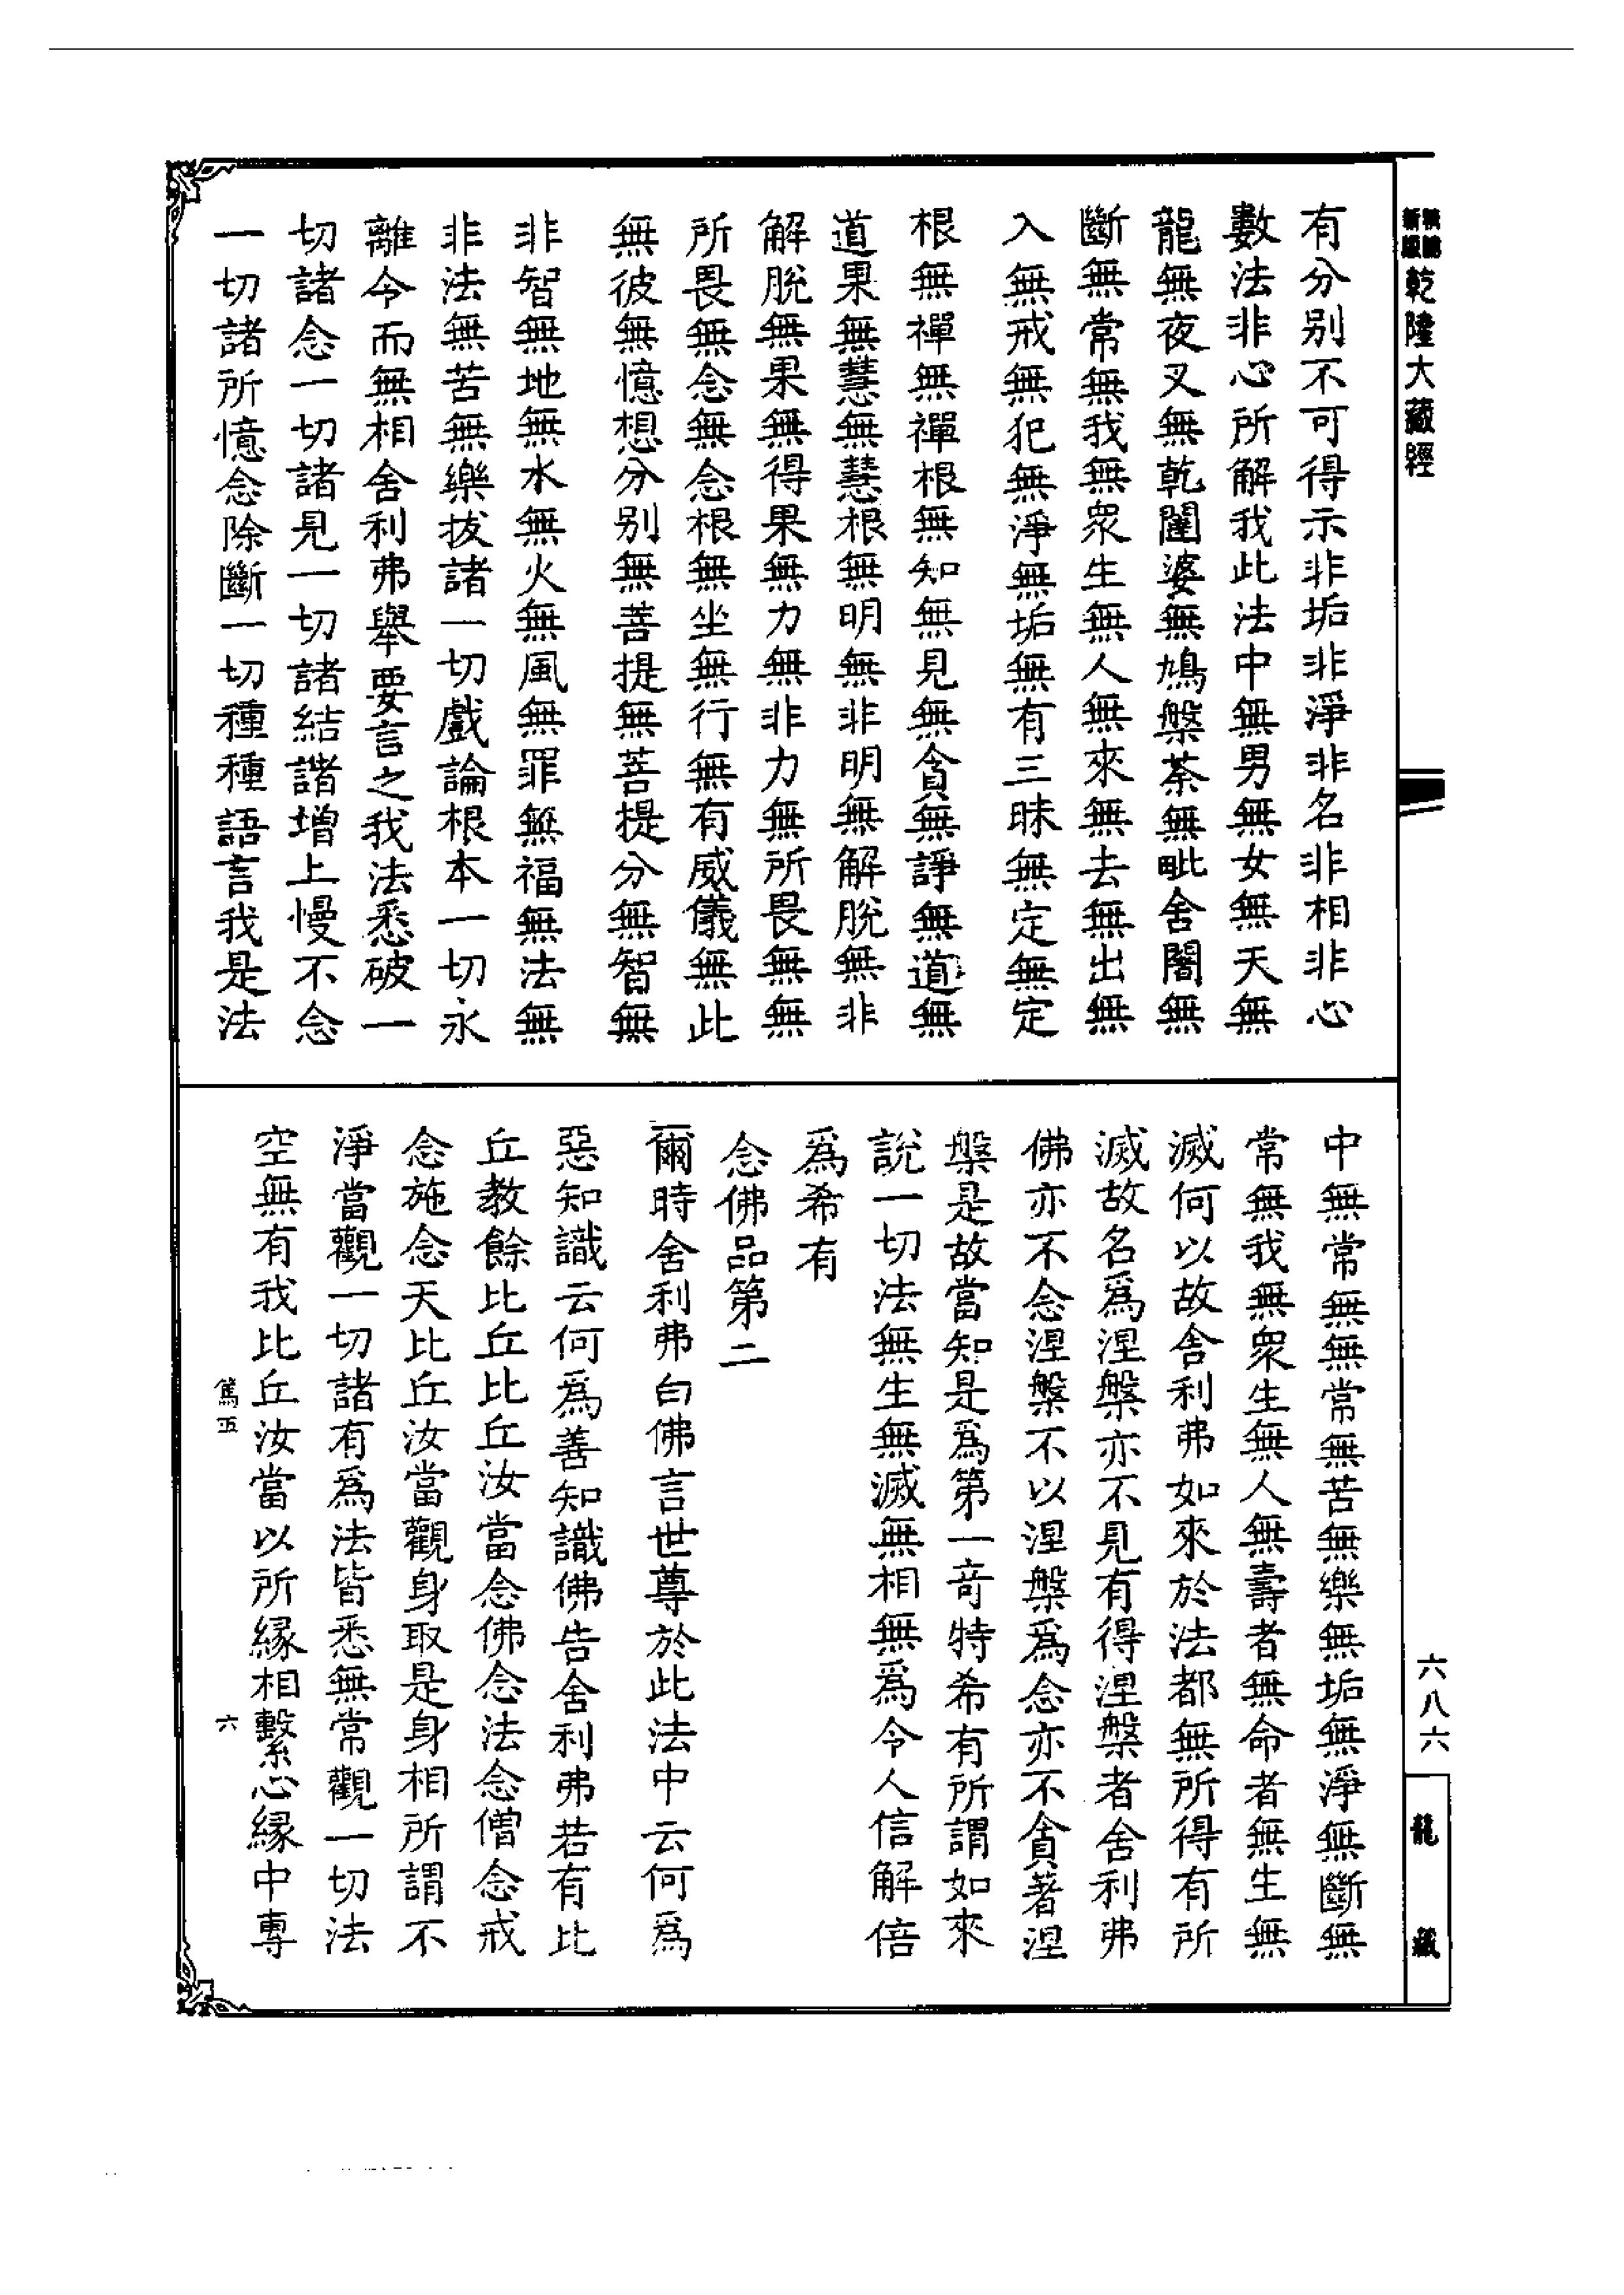 乾隆大藏經
有分别不可得示非垢非淨非名非相非心
數法非心所解我此法中無男無女無天無
龍無夜叉無乾闥婆無鳩槃荼無毗舍闍無
斷無常無我無衆生無人無來無去無出無
入無戒無犯無淨無垢無有三昧無定無定
根無禪無禪根無知無見無貪無諍無道無
道果無慧無慧根無明無非明無解脫無非
解脫無果無得果無力無非力無所畏無無
所畏無念無念根無坐無行無有威儀無此
無彼無憶想分别無菩提無菩提分無智無
非智無地無水無火無風無罪無福無法無
非法無苦無樂拔諸一切戲論根本一切永
離令而無相舍利弗舉要言之我法悉破一
切諸念一切諸見一切諸結諸增上慢不念
一切諸所憶念除斷一切種種語言我是法
中無常無無常無苦無樂無垢無淨無斷無
常無我無衆生無人無壽者無命者無生無
滅何以故舍利弗如來於法都無所得有所
滅故名爲涅槃亦不見有得涅槃者舍利弗
佛亦不念涅槃不以涅槃爲念亦不貪著涅
槃是故當知是爲第一竒特希有所謂如來
說一切法無生無滅無相無爲令人信解倍
爲希有
念佛品第二
爾時舍利弗白佛言世尊於此法中云何爲
惡知識云何爲善知識佛告舍利弗若有比
丘教餘比丘比丘汝當念佛念法念僧念戒
念施念天比丘汝當觀身取是身相所謂不
淨當觀一切諸有爲法皆悉無常觀一切法
空無有我比丘汝當以所緣相繫心緣中專
篤五
六
六八六
龍藏